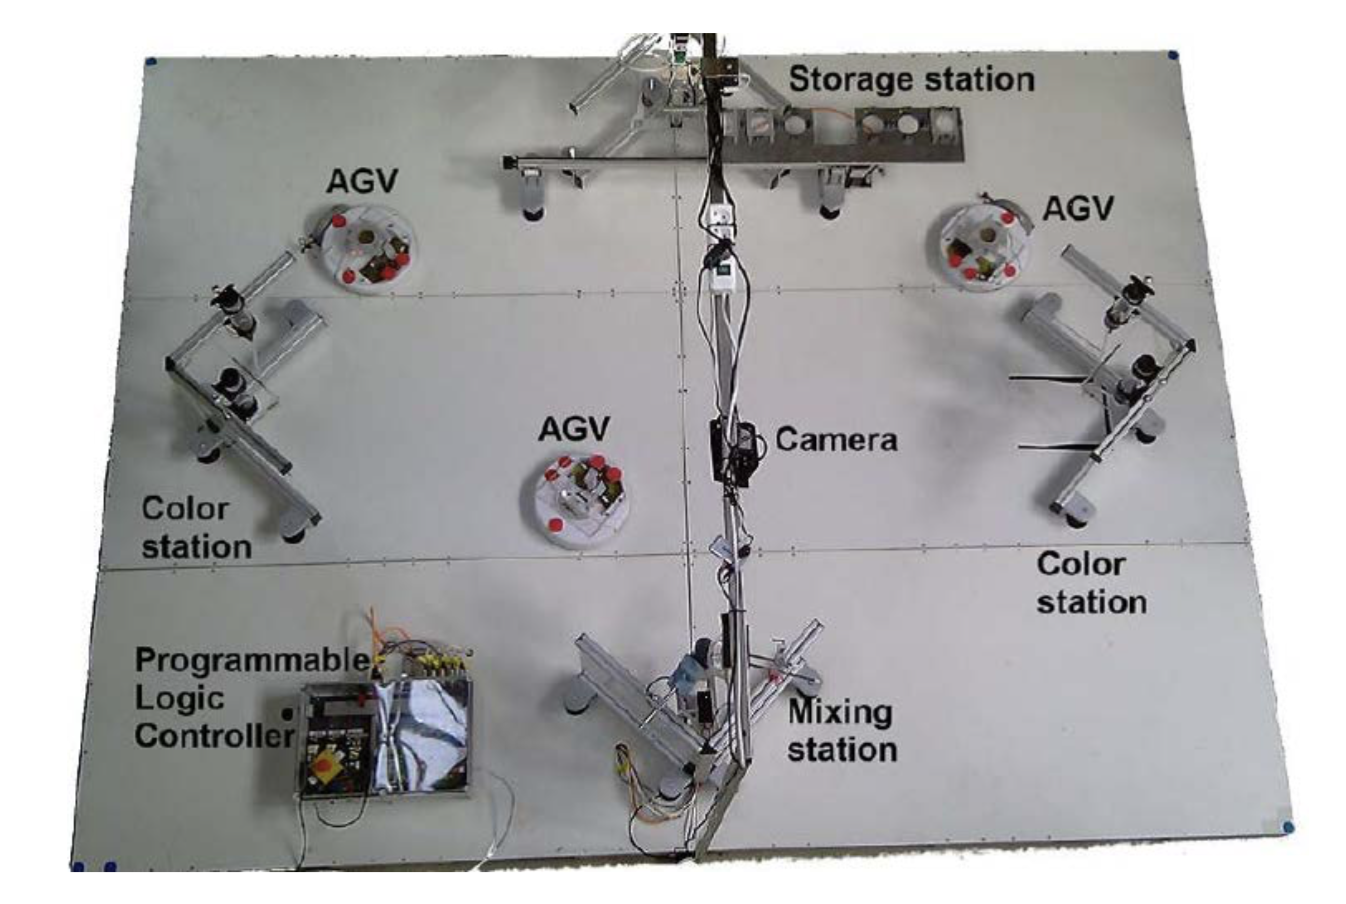 Storage station
AGV
AGV
AGV
Camera
Color
station
Color
station
Programmable
Logic
Controller
Mixing
station